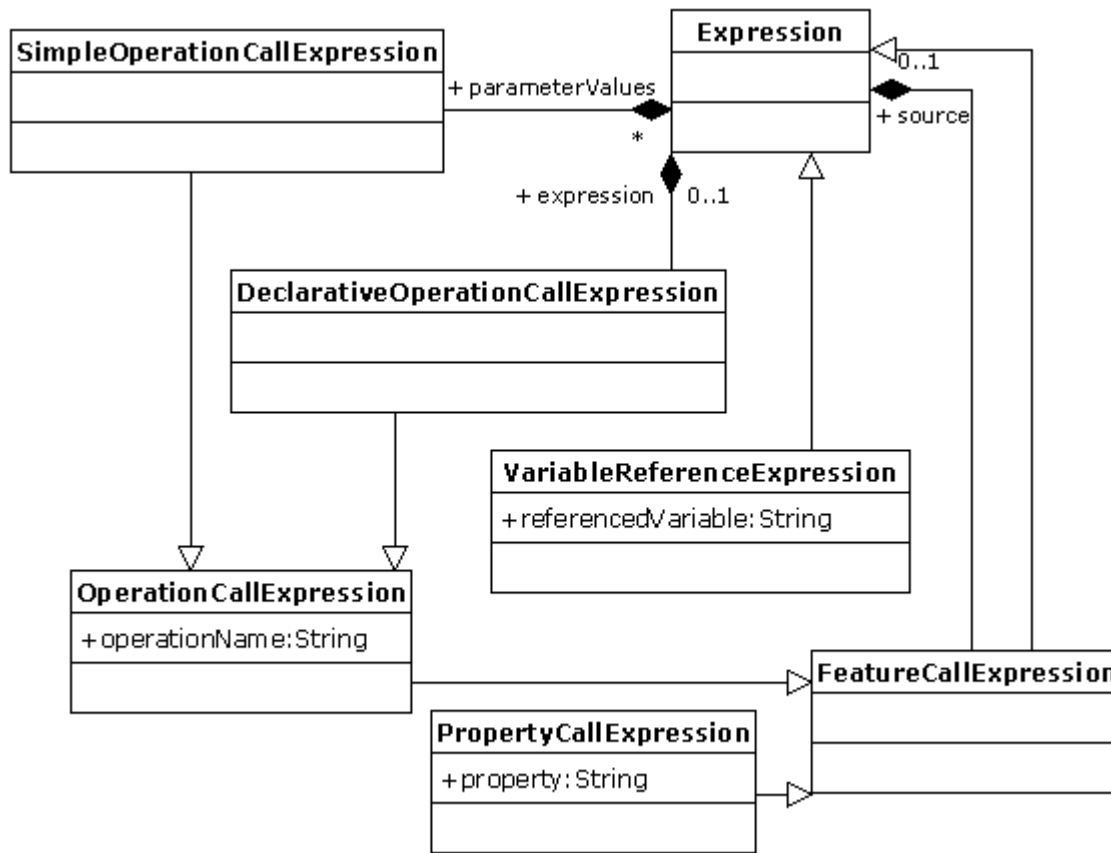 SimpleOperationCallExpression
Expression
0..1
+ parameterValues
+ source
*
+ expression
0..1
DeclarativeOperationCallExpression
VariableReferenceExpression
+referencedVariable:String
OperationCallExpression
+operationName:String
FeatureCallExpression
PropertyCallExpression
+property:String